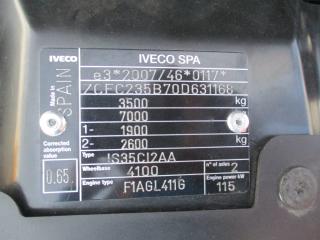 IVECO IVECO SPA
Made in SPAIN
e3*2007/46*0117*
ZCFC235B70D631168
3500 kg
7000 kg
1- 1900 kg
2- 2600 kg
Corrected absorption value
0.65
Type IS35CI2AA n° of axles 2
Wheelbase 4100 Engine power kW
Engine type F1AGL411G 115